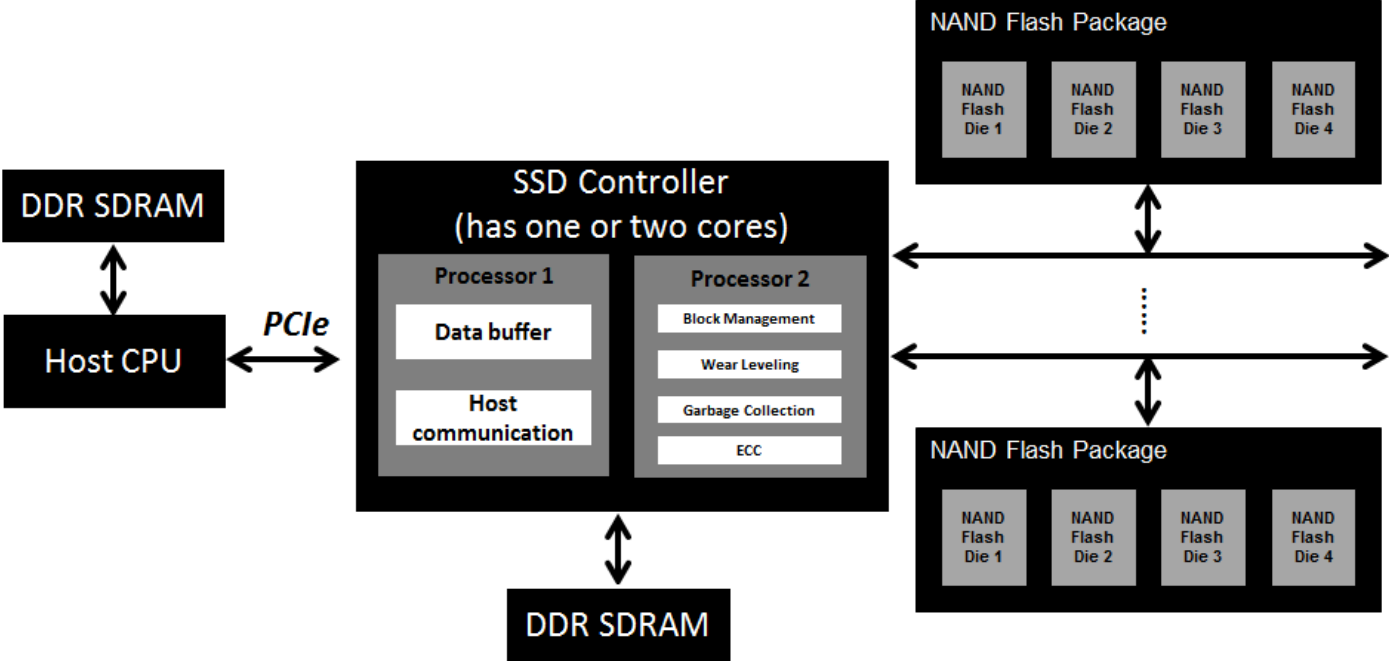 NAND Flash Package
NAND
Flash
Die 1
NAND
Flash
Die 2
NAND
Flash
Die 3
NAND
Flash
Die 4
DDR SDRAM
Host CPU
PCIe
SSD Controller
(has one or two cores)
Processor 1
Data buffer
Host
communication
Processor 2
Block Management
Wear Leveling
Garbage Collection
ECC
DDR SDRAM
......
NAND Flash Package
NAND
Flash
Die 1
NAND
Flash
Die 2
NAND
Flash
Die 3
NAND
Flash
Die 4